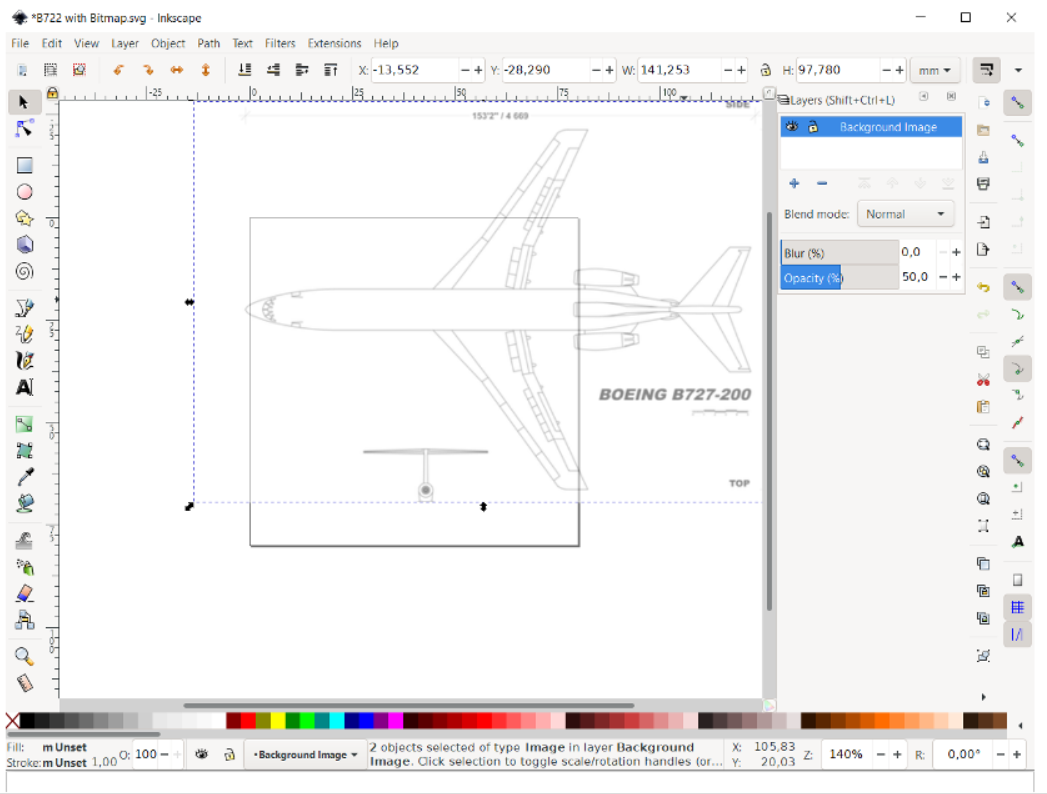 *B722 with Bitmap.svg - Inkscape
File Edit View Layer Object Path Text Filters Extensions Help
X: -13,552 Y: -28,290 W: 141,253 H: 97,780 mm
-25 0 25 50 75 100
Layers (Shift+Ctrl+L)
SIDE
153'2" / 4 669
Background Image
Blend mode: Normal
Blur (%) 0,0
Opacity (%) 50,0
BOEING B727-200
TOP
Fill: m Unset
Stroke: m Unset 1,00
O: 100
•Background Image
2 objects selected of type Image in layer Background
Image. Click selection to toggle scale/rotation handles (or...
X: 105,83
Y: 20,03
Z: 140%
R: 0,00°